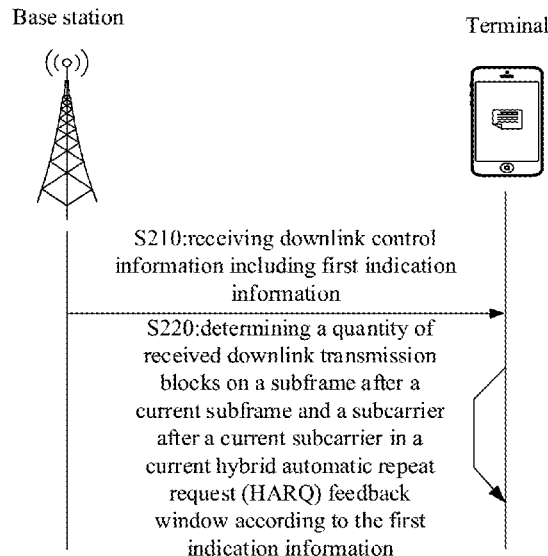 Base station
Terminal
S210:receiving downlink control
information including first indication
information
S220:determining a quantity of
received downlink transmission
blocks on a subframe after a
current subframe and a subcarrier
after a current subcarrier in a
current hybrid automatic repeat
request (HARQ) feedback
window according to the first
indication information